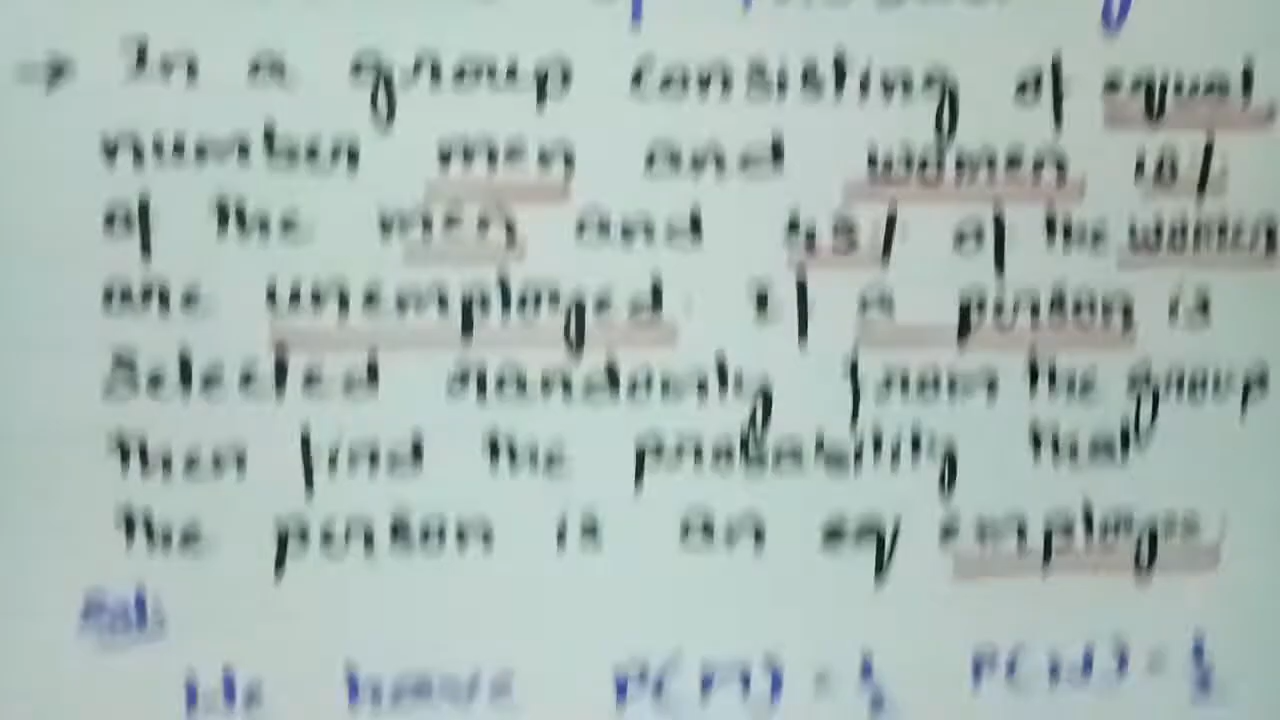 → In a group consisting of equal
number men and women
of the men and of the women
are unemployed. If a person is
Selected randomly from the group
then find the probability that
the person is an employee.
Sol:
We have P(M) = 1/2 P(W) = 1/2